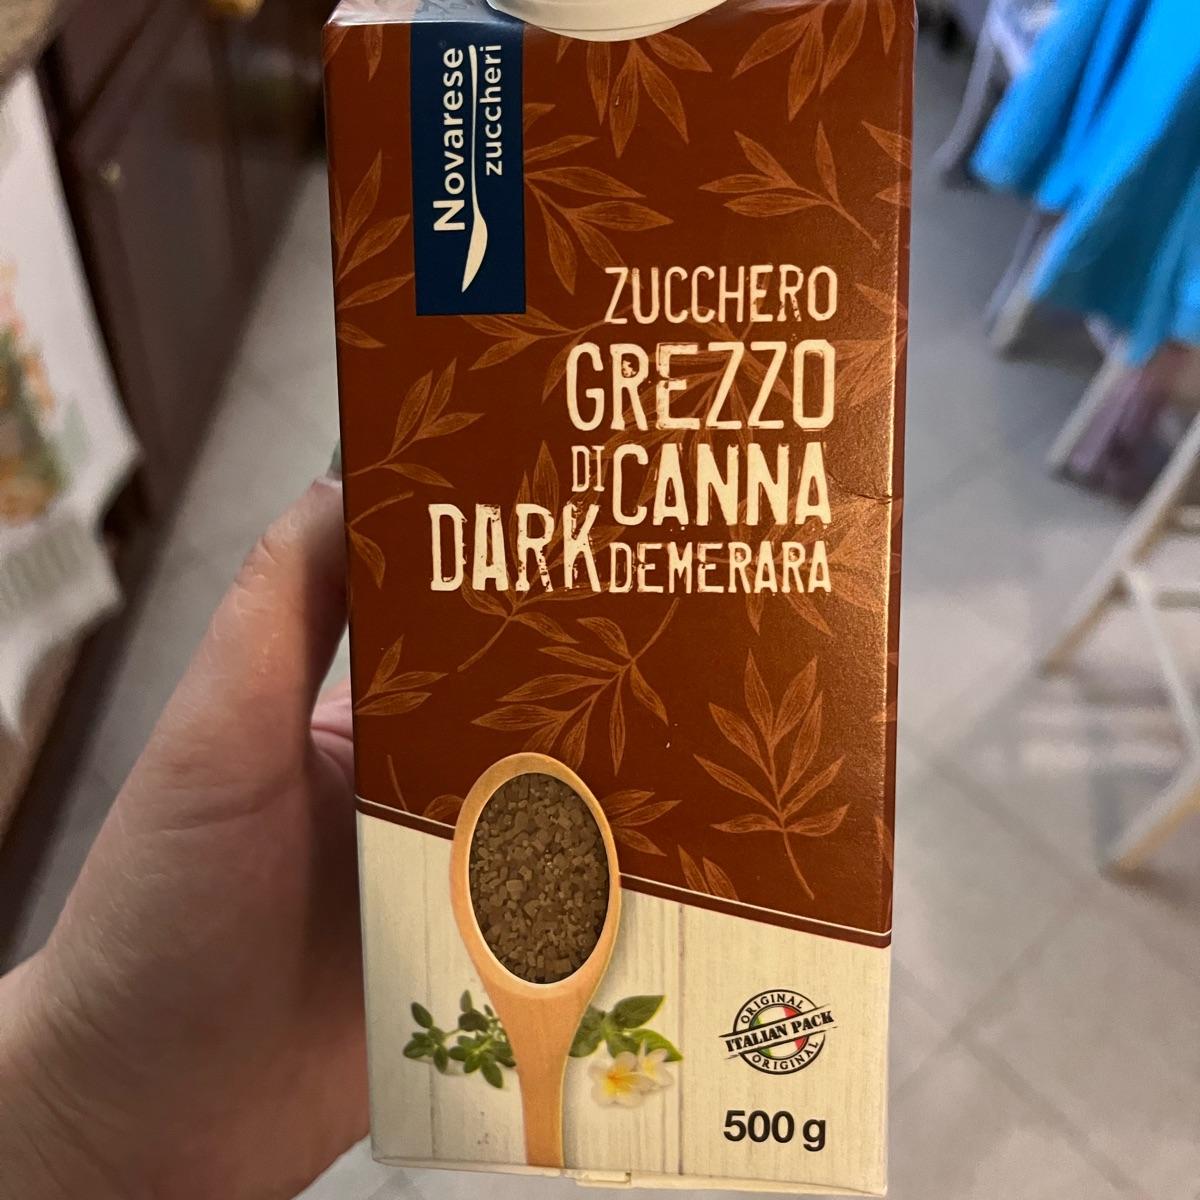 Novarese
zuccheri
ZUCCHERO
GREZZO
DI CANNA
DARK DEMERARA
ORIGINAL
ITALIAN PACK
ORIGINAL
500 g